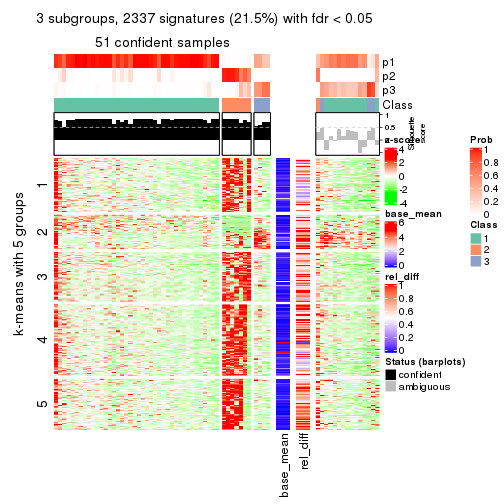 3 subgroups, 2337 signatures (21.5%) with fdr < 0.05
51 confident samples
p1
p2
p3
Class
1
0.5
0
Silhouette
score
k-means with 5 groups
1
2
3
4
5
base_mean
rel_diff
z-score
4
2
0
-2
-4
base_mean
6
4
2
0
rel_diff
1
0.8
0.6
0.4
0.2
0
Status (barplots)
confident
ambiguous
Prob
1
0.8
0.6
0.4
0.2
0
Class
1
2
3